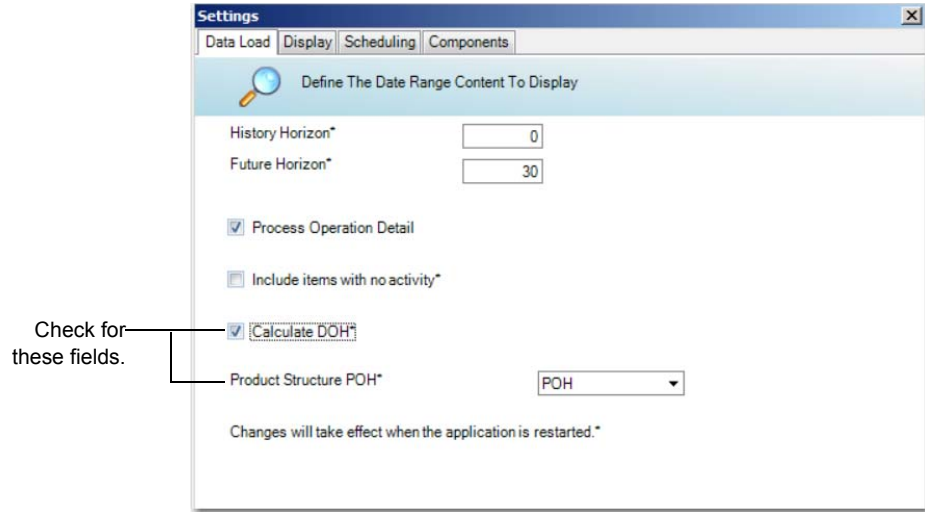 Settings
Data Load Display Scheduling Components
Define The Date Range Content To Display
History Horizon* 0
Future Horizon* 30
Process Operation Detail
Include items with no activity*
Check for
these fields.
Calculate DOH*
Product Structure POH* POH
Changes will take effect when the application is restarted.*